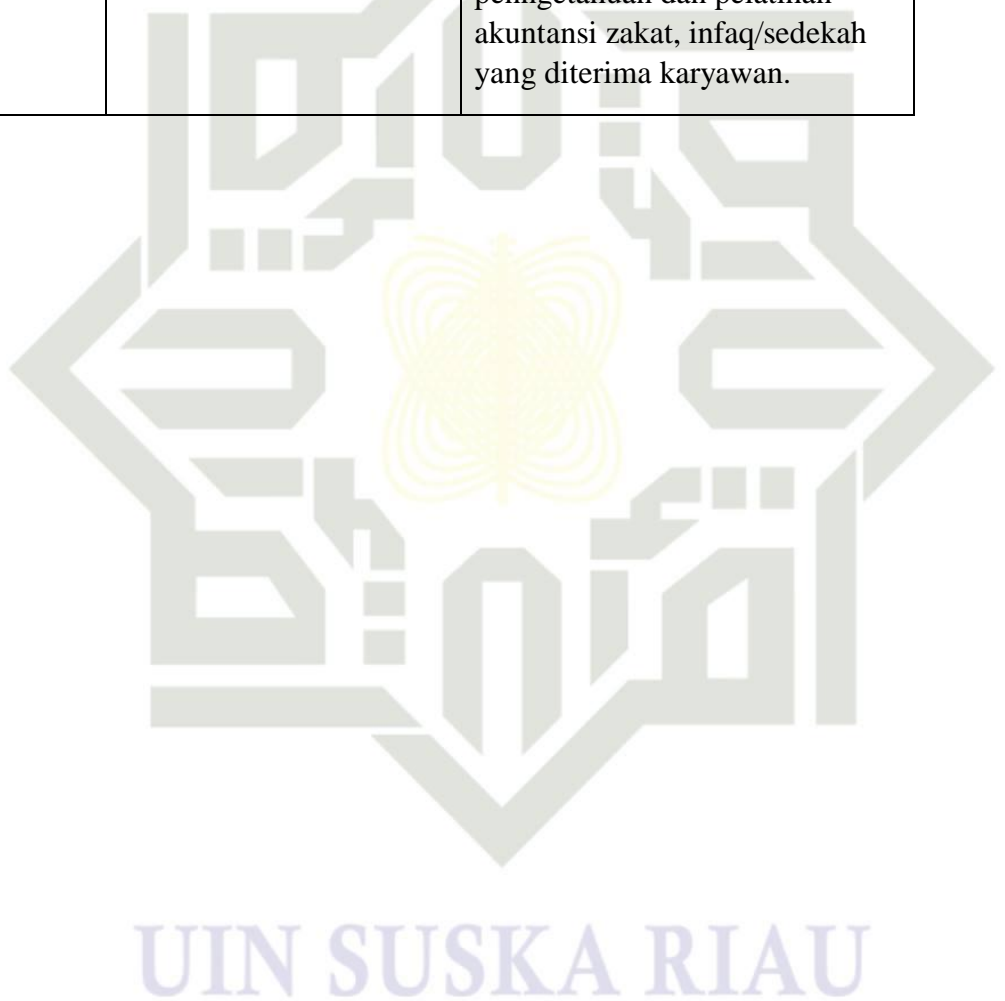 akuntansi zakat, infaq/sedekah
yang diterima karyawan.
UIN SUSKA RIAU